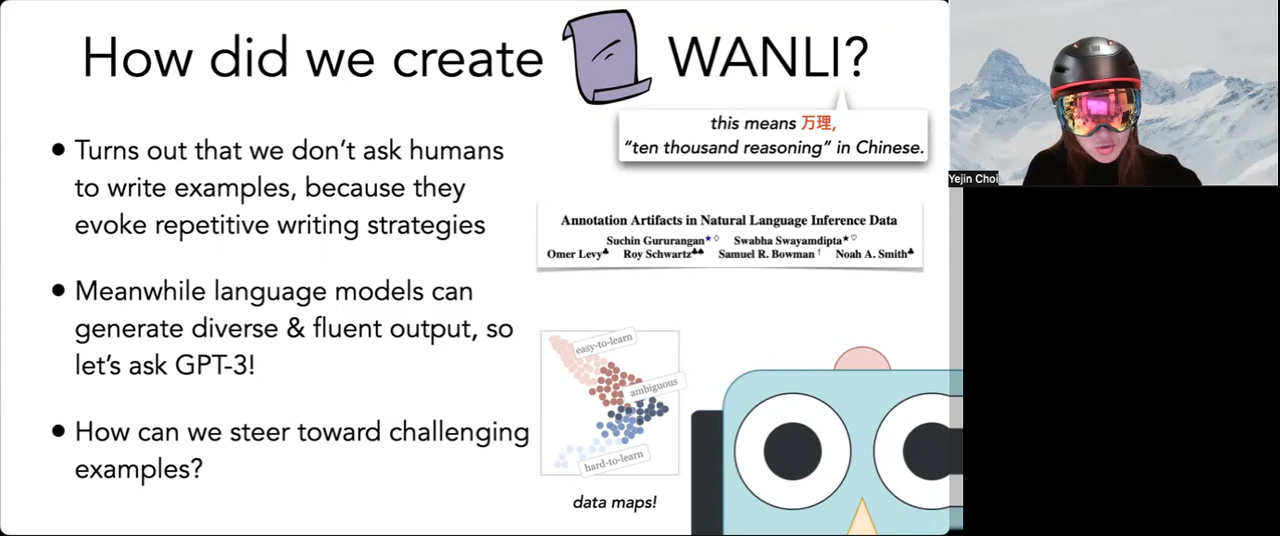 How did we create WANLI?
this means 万理,
“ten thousand reasoning” in Chinese.
Yejin Choi
• Turns out that we don’t ask humans
to write examples, because they
evoke repetitive writing strategies
Annotation Artifacts in Natural Language Inference Data
Suchin Gururangan★♢ Swabha Swayamdipta★♡
Omer Levy♣ Roy Schwartz♣♠ Samuel R. Bowman† Noah A. Smith♣
• Meanwhile language models can
generate diverse & fluent output, so
let’s ask GPT-3!
easy-to-learn
ambiguous
hard-to-learn
data maps!
• How can we steer toward challenging
examples?